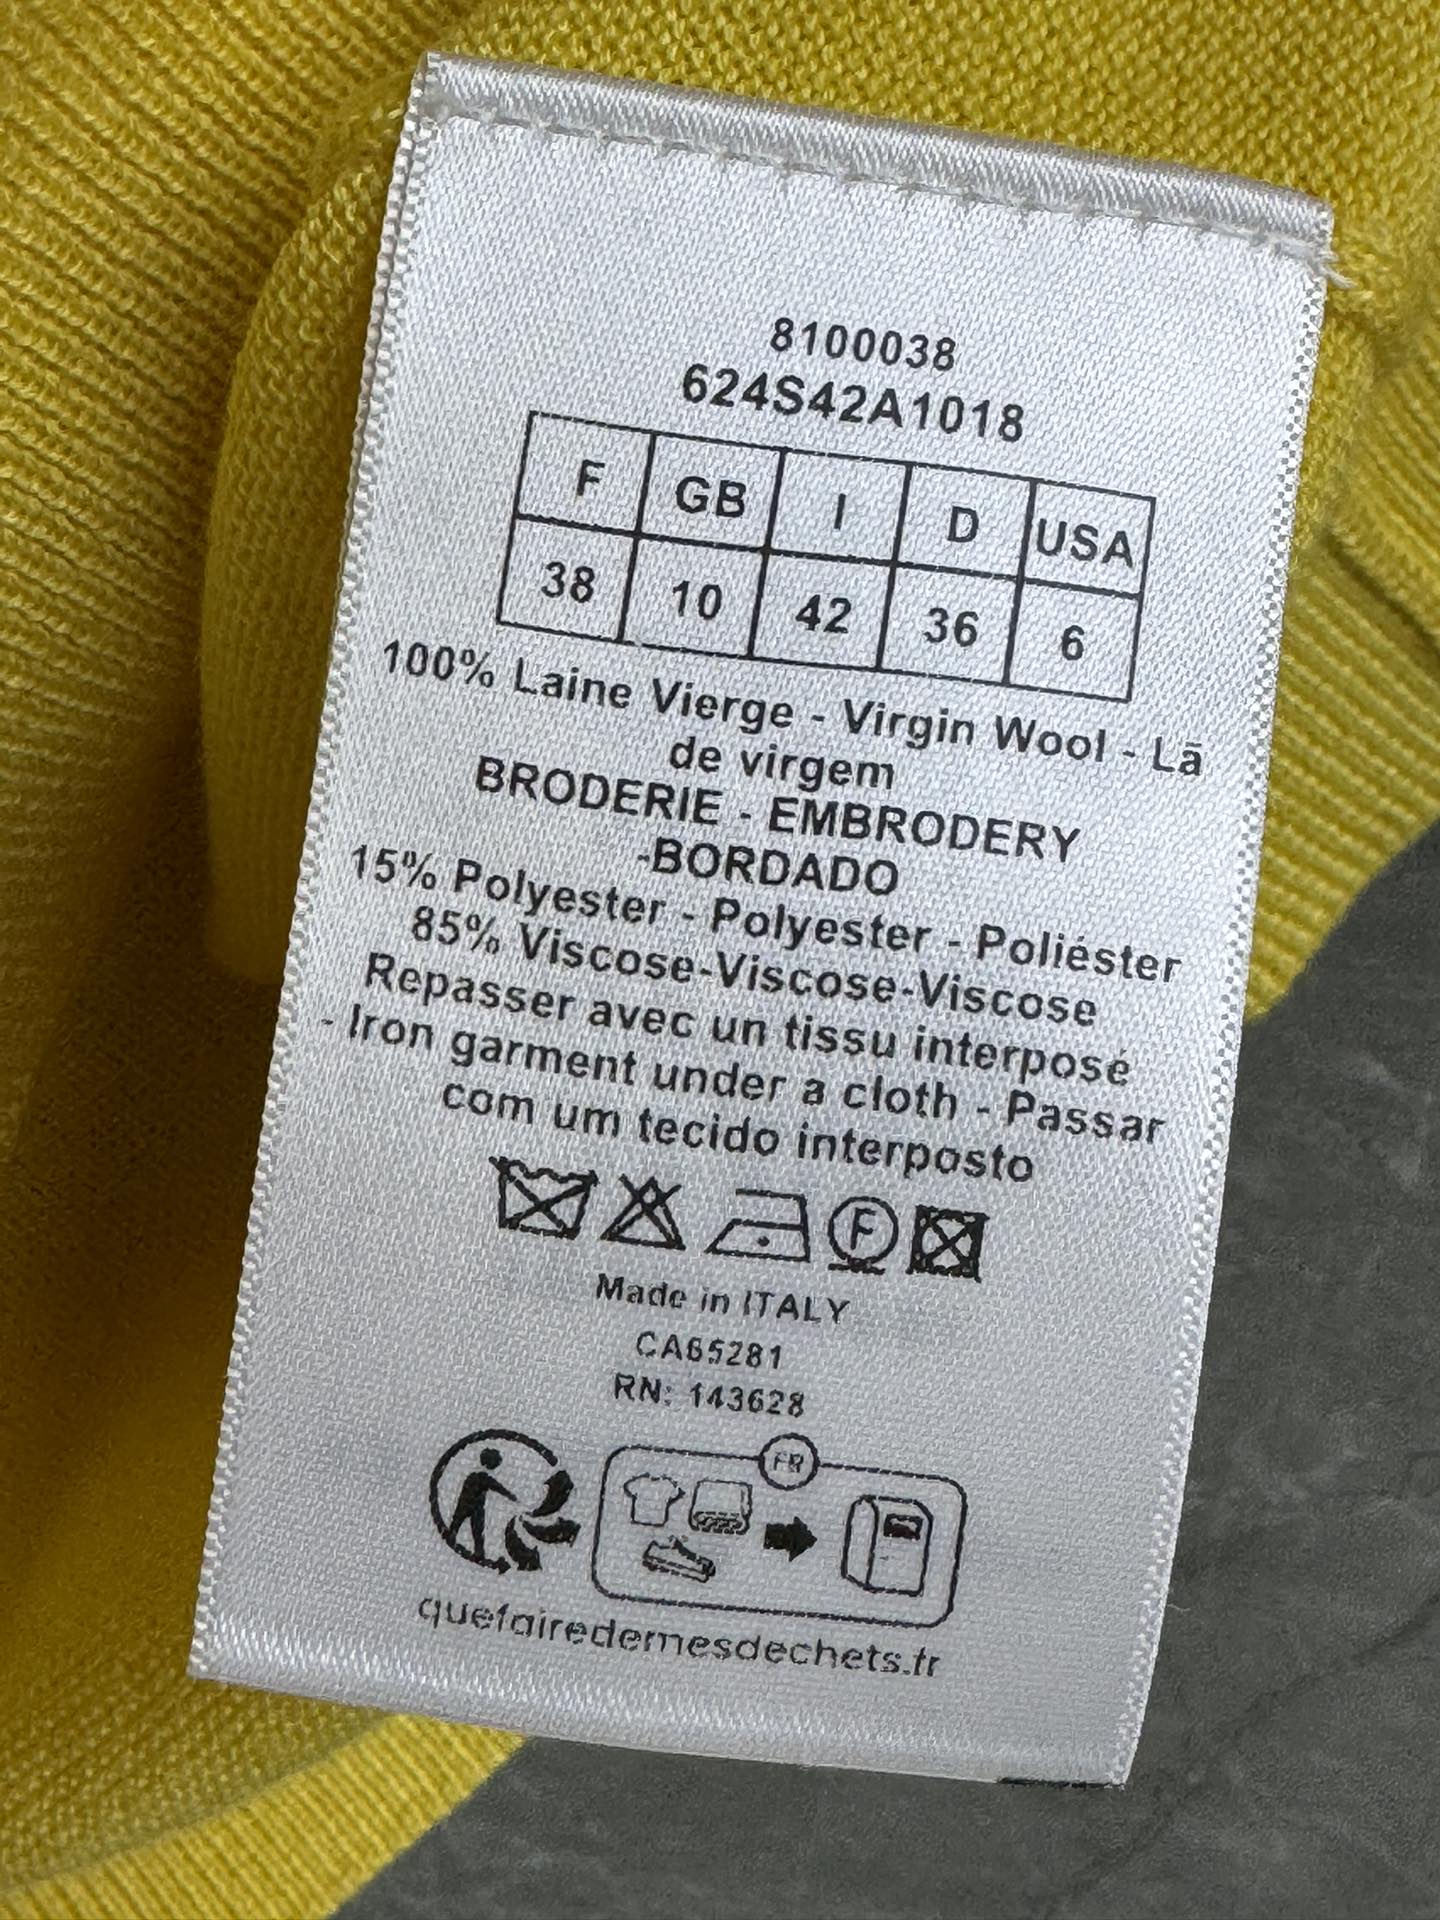 8100038
624S42A1018
F GB I D USA
38 10 42 36 6
100% Laine Vierge - Virgin Wool - Lã
de virgem
BRODERIE - EMBRODERY
-BORDADO
15% Polyester - Polyester - Poliéster
85% Viscose-Viscose-Viscose
Repasser avec un tissu interposé
- Iron garment under a cloth - Passar
com um tecido interposto
F
Made in ITALY
CA65281
RN: 143628
FR
quefairedemesdechets.fr